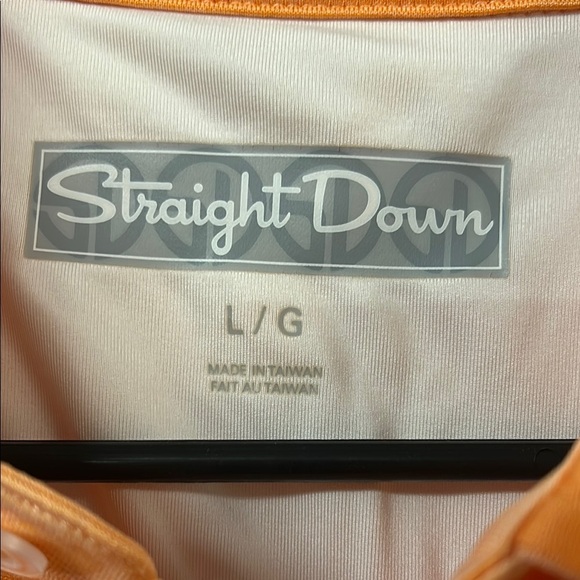 Straight Down
L / G
MADE IN TAIWAN
FAIT AU TAIWAN